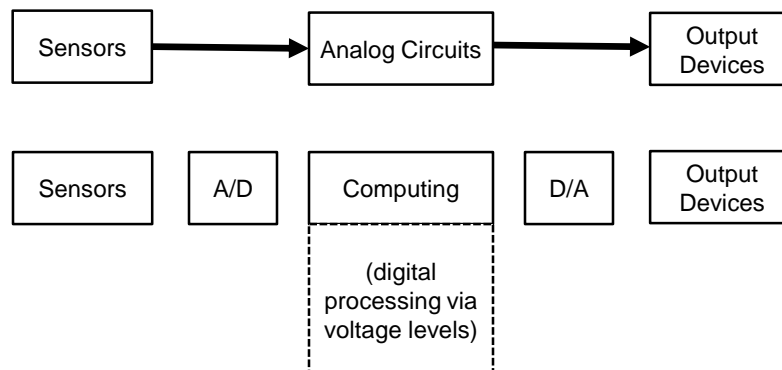 Sensors
Analog Circuits
Output
Devices
Sensors
A/D
Computing
D/A
Output
Devices
(digital
processing via
voltage levels)